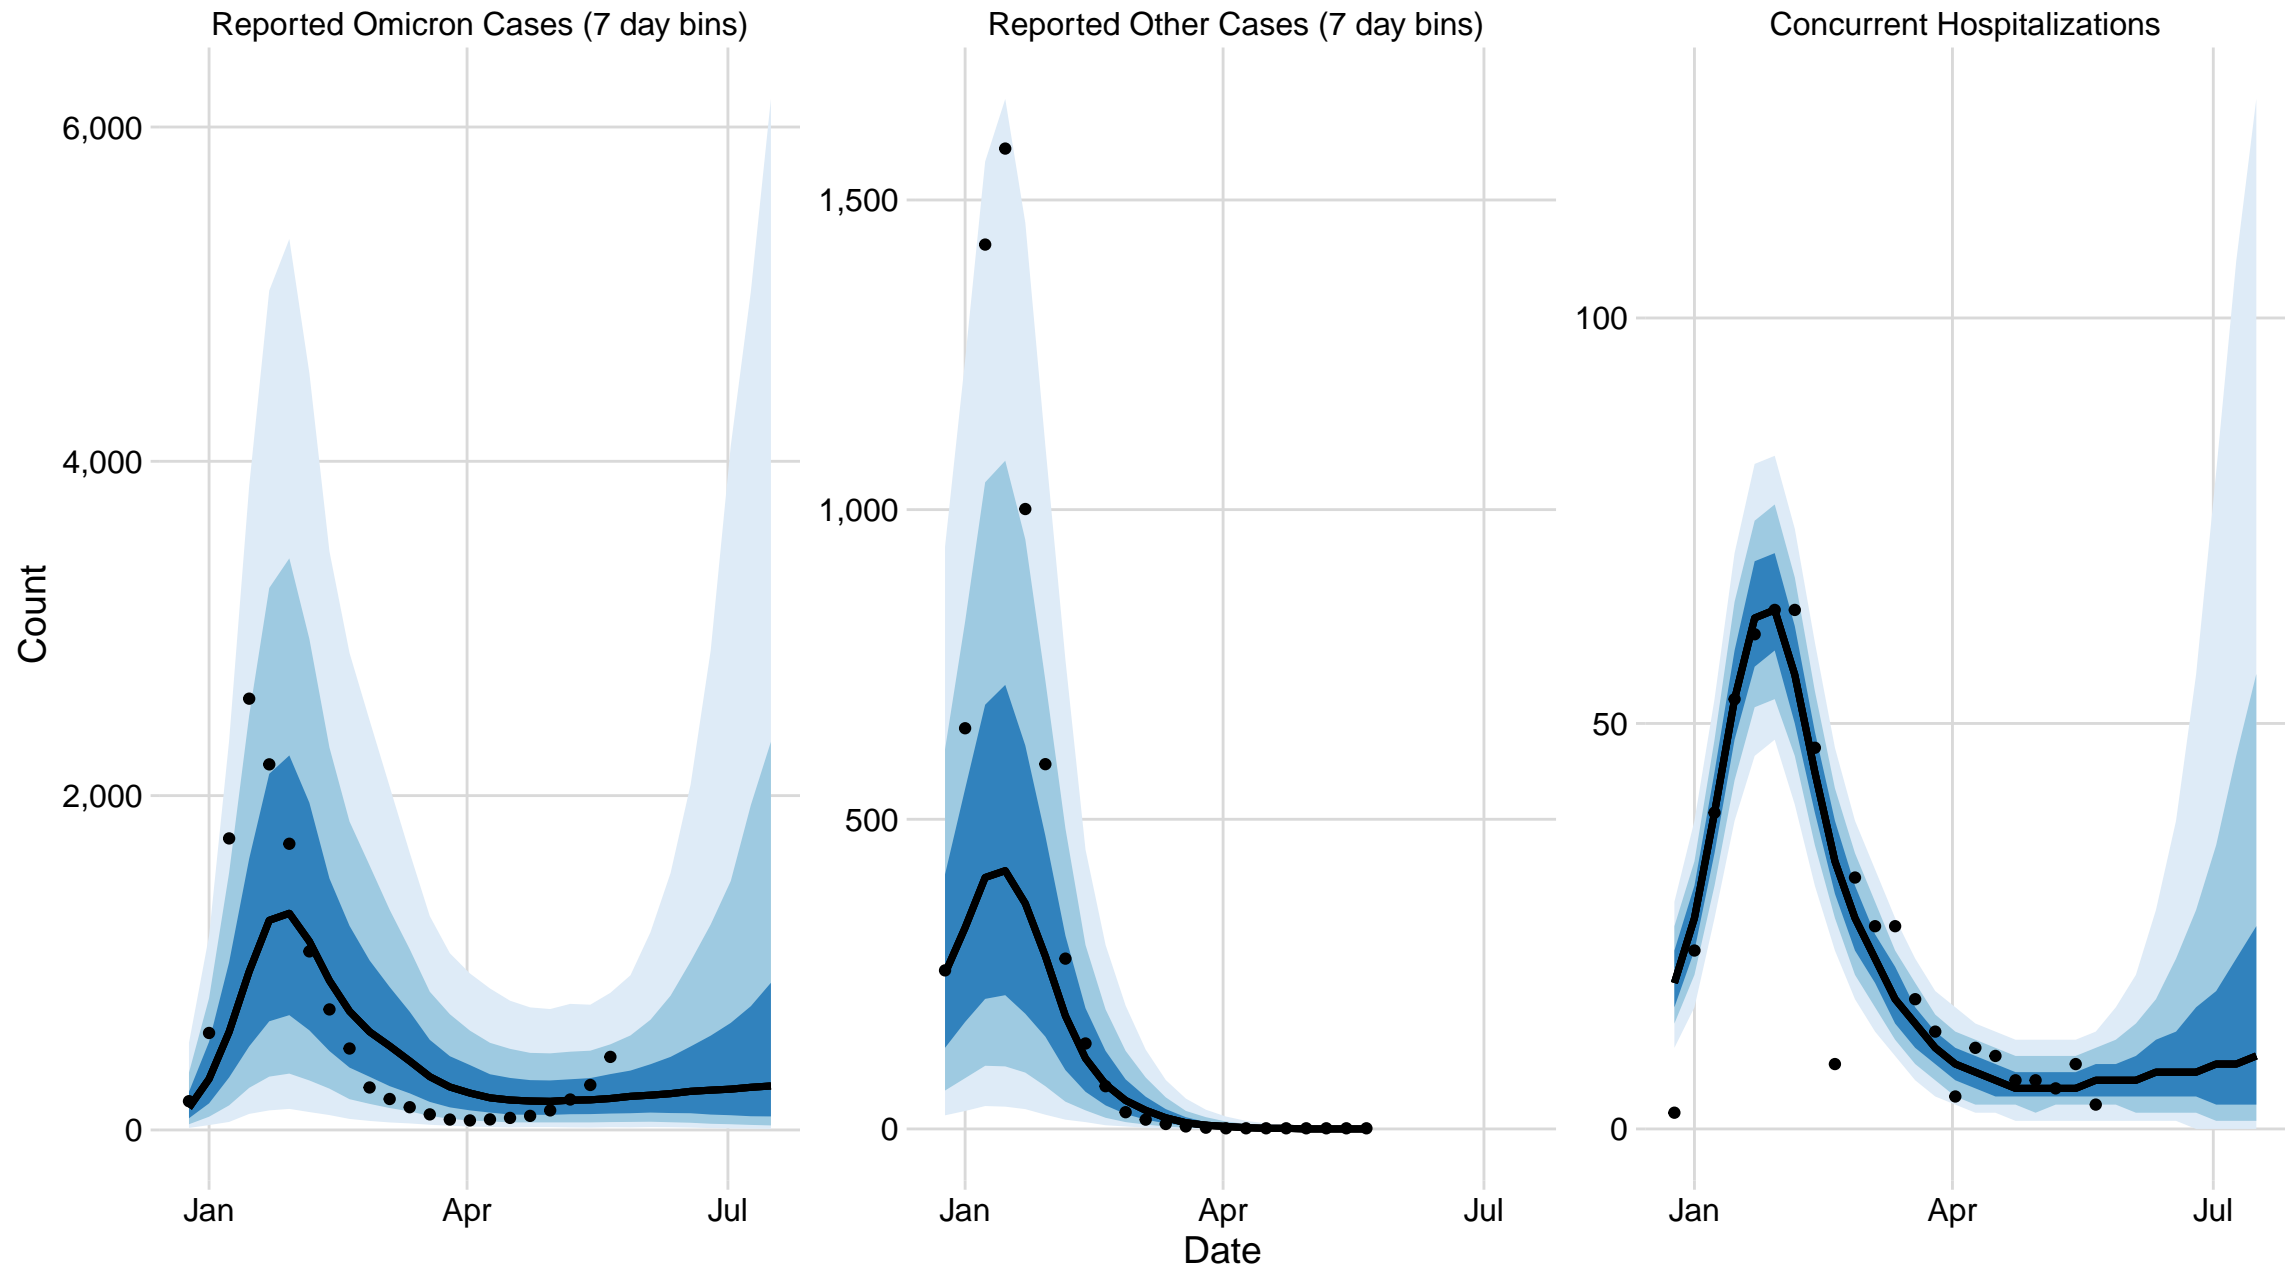 Reported Omicron Cases (7 day bins)
Reported Other Cases (7 day bins)
Concurrent Hospitalizations
Count
6,000
4,000
2,000
0
Jan
Apr
Jul
1,500
1,000
500
0
Jan
Apr
Jul
100
50
0
Jan
Apr
Jul
Date